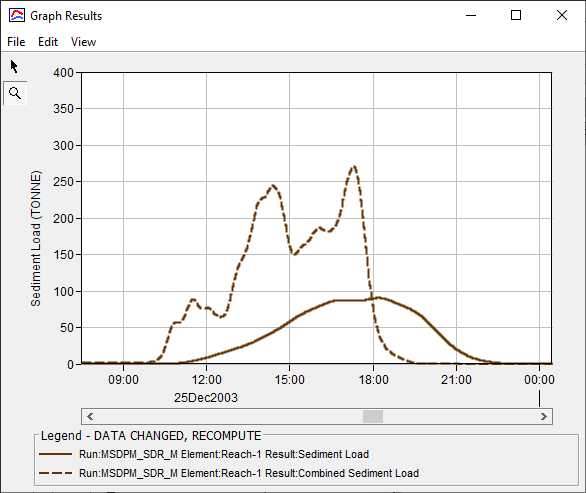 Graph Results
File Edit View
Sediment Load (TONNE)
400
350
300
250
200
150
100
50
0
09:00 12:00 15:00 18:00 21:00 00:00
25Dec2003
Legend - DATA CHANGED, RECOMPUTE
Run:MSDPM_SDR_M Element:Reach-1 Result:Sediment Load
Run:MSDPM_SDR_M Element:Reach-1 Result:Combined Sediment Load